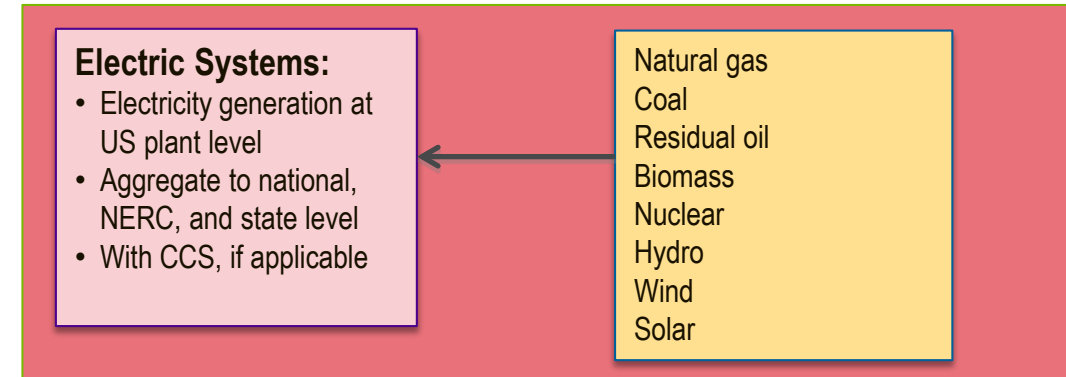 Electric Systems:
• Electricity generation at
US plant level
• Aggregate to national,
NERC, and state level
• With CCS, if applicable
Natural gas
Coal
Residual oil
Biomass
Nuclear
Hydro
Wind
Solar